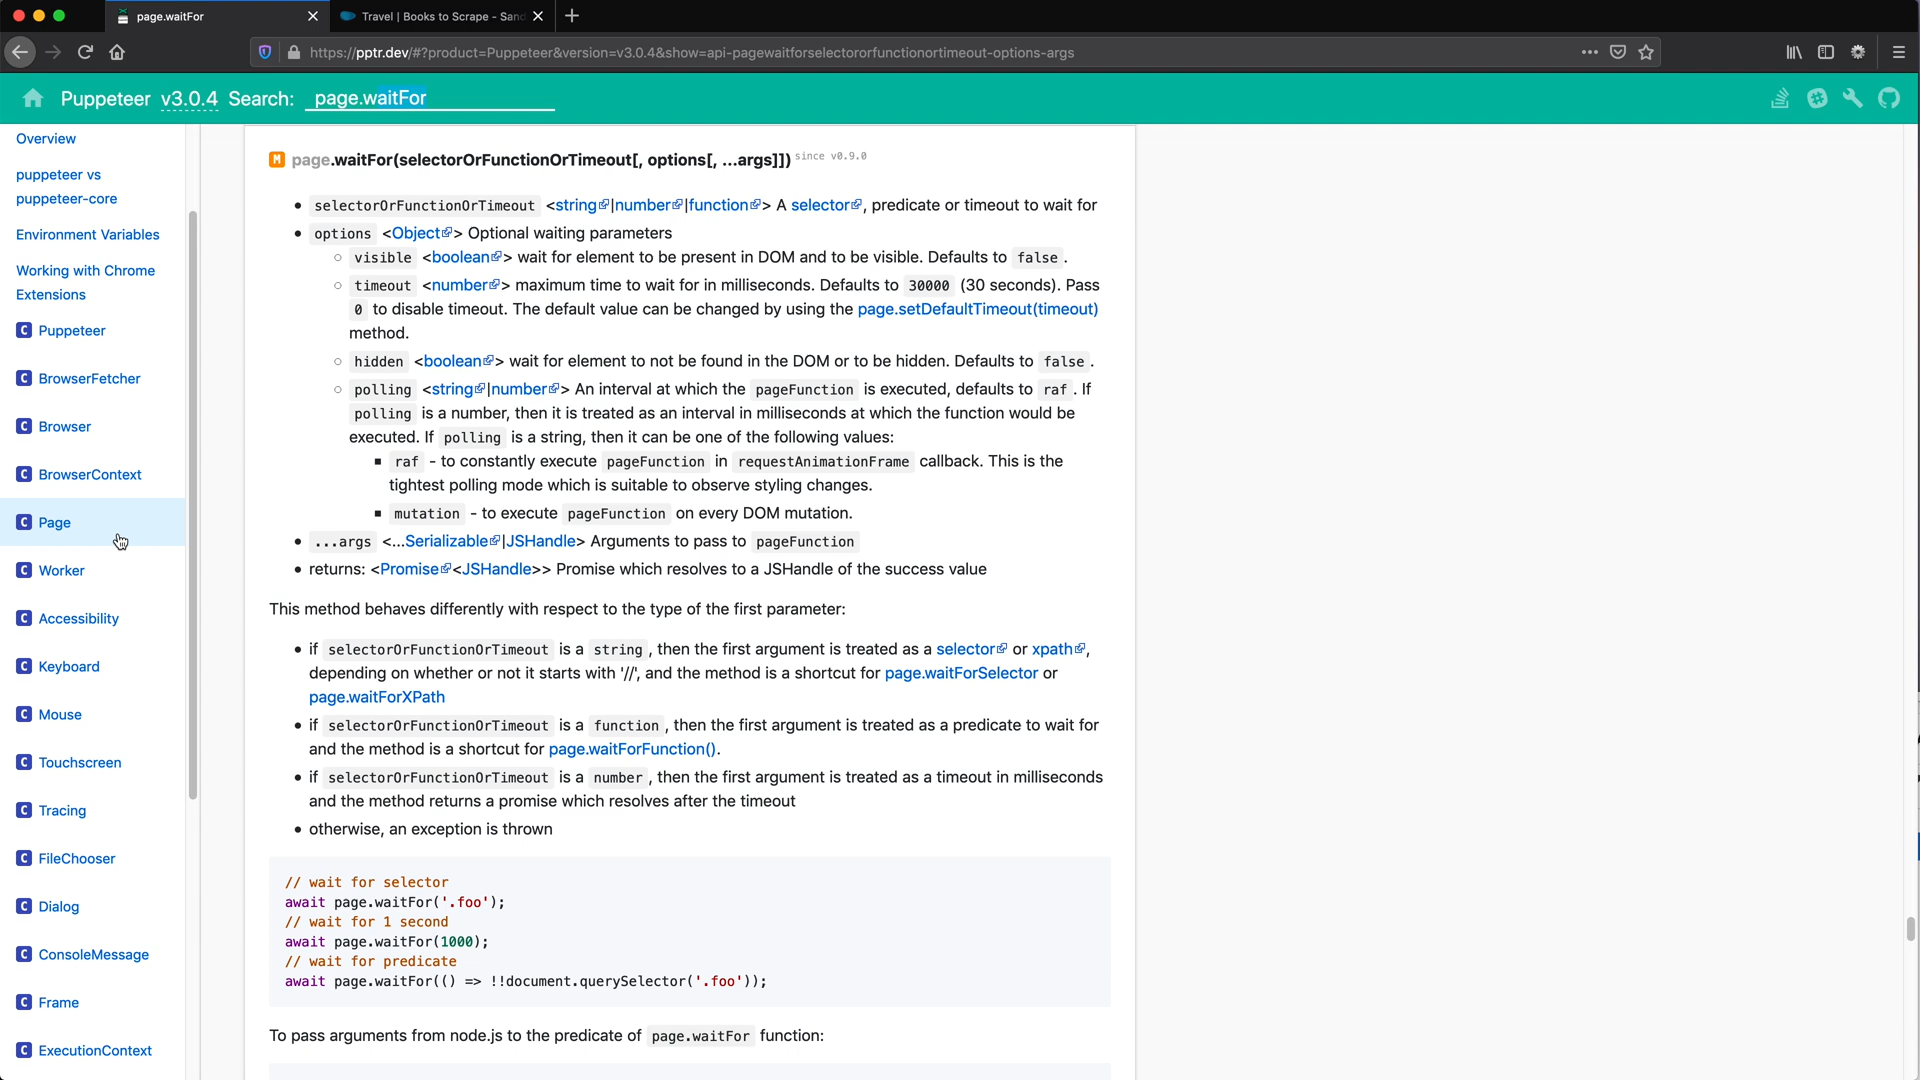 page.waitFor
Travel | Books to Scrape - Sand
https://pptr.dev/#?product=Puppeteer&version=v3.0.4&show=api-pagewaitforselectororfunctionortimeout-options-args
Puppeteer v3.0.4 Search: page.waitFor
Overview
puppeteer vs
puppeteer-core
Environment Variables
Working with Chrome
Extensions
C Puppeteer
C BrowserFetcher
C Browser
C BrowserContext
C Page
C Worker
C Accessibility
C Keyboard
C Mouse
C Touchscreen
C Tracing
C FileChooser
C Dialog
C ConsoleMessage
C Frame
C ExecutionContext
M page.waitFor(selectorOrFunctionOrTimeout[, options[, ...args]]) since v0.9.0
• selectorOrFunctionOrTimeout <string|number|function> A selector, predicate or timeout to wait for
• options <Object> Optional waiting parameters
○ visible <boolean> wait for element to be present in DOM and to be visible. Defaults to false.
○ timeout <number> maximum time to wait for in milliseconds. Defaults to 30000 (30 seconds). Pass
0 to disable timeout. The default value can be changed by using the page.setDefaultTimeout(timeout)
method.
○ hidden <boolean> wait for element to not be found in the DOM or to be hidden. Defaults to false.
○ polling <string|number> An interval at which the pageFunction is executed, defaults to raf. If
polling is a number, then it is treated as an interval in milliseconds at which the function would be
executed. If polling is a string, then it can be one of the following values:
▪ raf - to constantly execute pageFunction in requestAnimationFrame callback. This is the
tightest polling mode which is suitable to observe styling changes.
▪ mutation - to execute pageFunction on every DOM mutation.
• ...args <...Serializable|JSHandle> Arguments to pass to pageFunction
• returns: <Promise<JSHandle>> Promise which resolves to a JSHandle of the success value
This method behaves differently with respect to the type of the first parameter:
• if selectorOrFunctionOrTimeout is a string, then the first argument is treated as a selector or xpath,
depending on whether or not it starts with '//', and the method is a shortcut for page.waitForSelector or
page.waitForXPath
• if selectorOrFunctionOrTimeout is a function, then the first argument is treated as a predicate to wait for
and the method is a shortcut for page.waitForFunction().
• if selectorOrFunctionOrTimeout is a number, then the first argument is treated as a timeout in milliseconds
and the method returns a promise which resolves after the timeout
• otherwise, an exception is thrown
// wait for selector
await page.waitFor('.foo');
// wait for 1 second
await page.waitFor(1000);
// wait for predicate
await page.waitFor(() => !!document.querySelector('.foo'));
To pass arguments from node.js to the predicate of page.waitFor function: